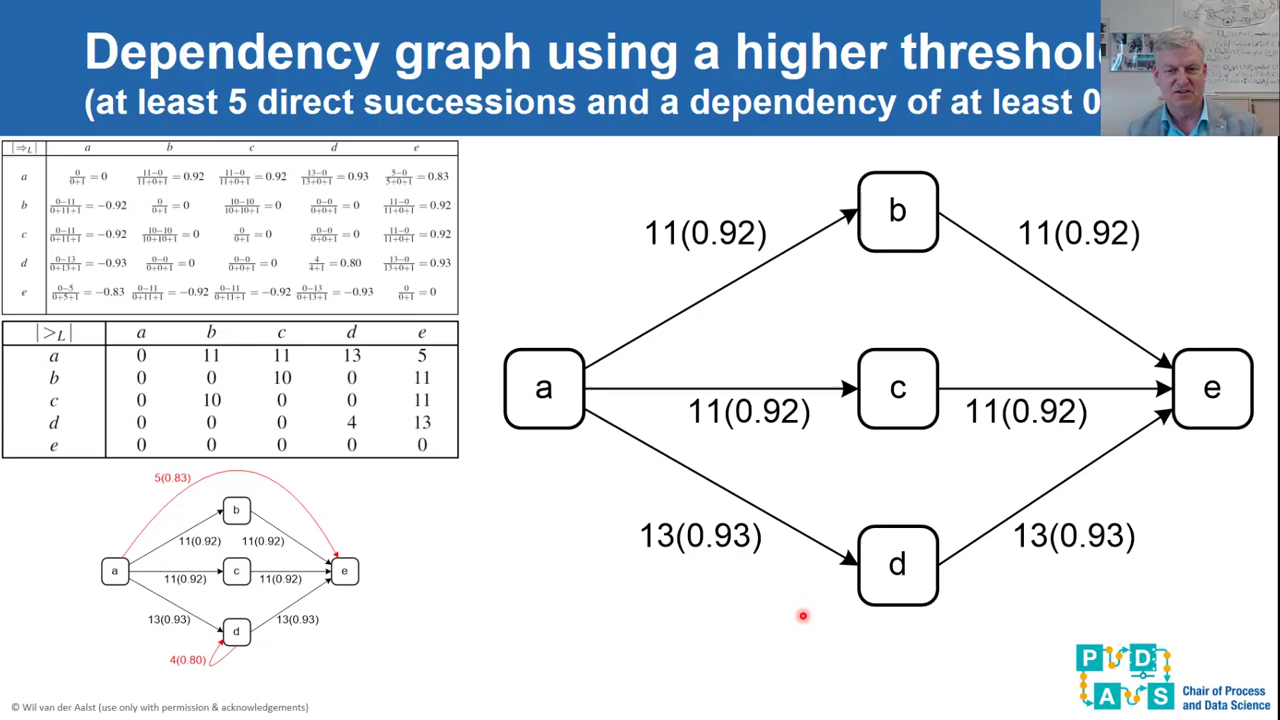 Dependency graph using a higher threshol
(at least 5 direct successions and a dependency of at least 0
|⇒L| a b c d e
a 0/0+1 = 0 11−0/11+0+1 = 0.92 11−0/11+0+1 = 0.92 13−0/13+0+1 = 0.93 5−0/5+0+1 = 0.83
b 0−11/0+11+1 = −0.92 0/0+1 = 0 10−10/10+10+1 = 0 0−0/0+0+1 = 0 11−0/11+0+1 = 0.92
c 0−11/0+11+1 = −0.92 10−10/10+10+1 = 0 0/0+1 = 0 0−0/0+0+1 = 0 11−0/11+0+1 = 0.92
d 0−13/0+13+1 = −0.93 0−0/0+0+1 = 0 0−0/0+0+1 = 0 4/4+1 = 0.80 13−0/13+0+1 = 0.93
e 0−5/0+5+1 = −0.83 0−11/0+11+1 = −0.92 0−11/0+11+1 = −0.92 0−13/0+13+1 = −0.93 0/0+1 = 0
|>L| a b c d e
a 0 11 11 13 5
b 0 0 10 0 11
c 0 10 0 0 11
d 0 0 0 4 13
e 0 0 0 0 0
5(0.83)
b
11(0.92) 11(0.92)
a c e
11(0.92) 11(0.92)
13(0.93) 13(0.93)
d
4(0.80)
b
11(0.92) 11(0.92)
a c e
11(0.92) 11(0.92)
13(0.93) 13(0.93)
d
© Wil van der Aalst (use only with permission & acknowledgements)
P D
A S
Chair of Process
and Data Science